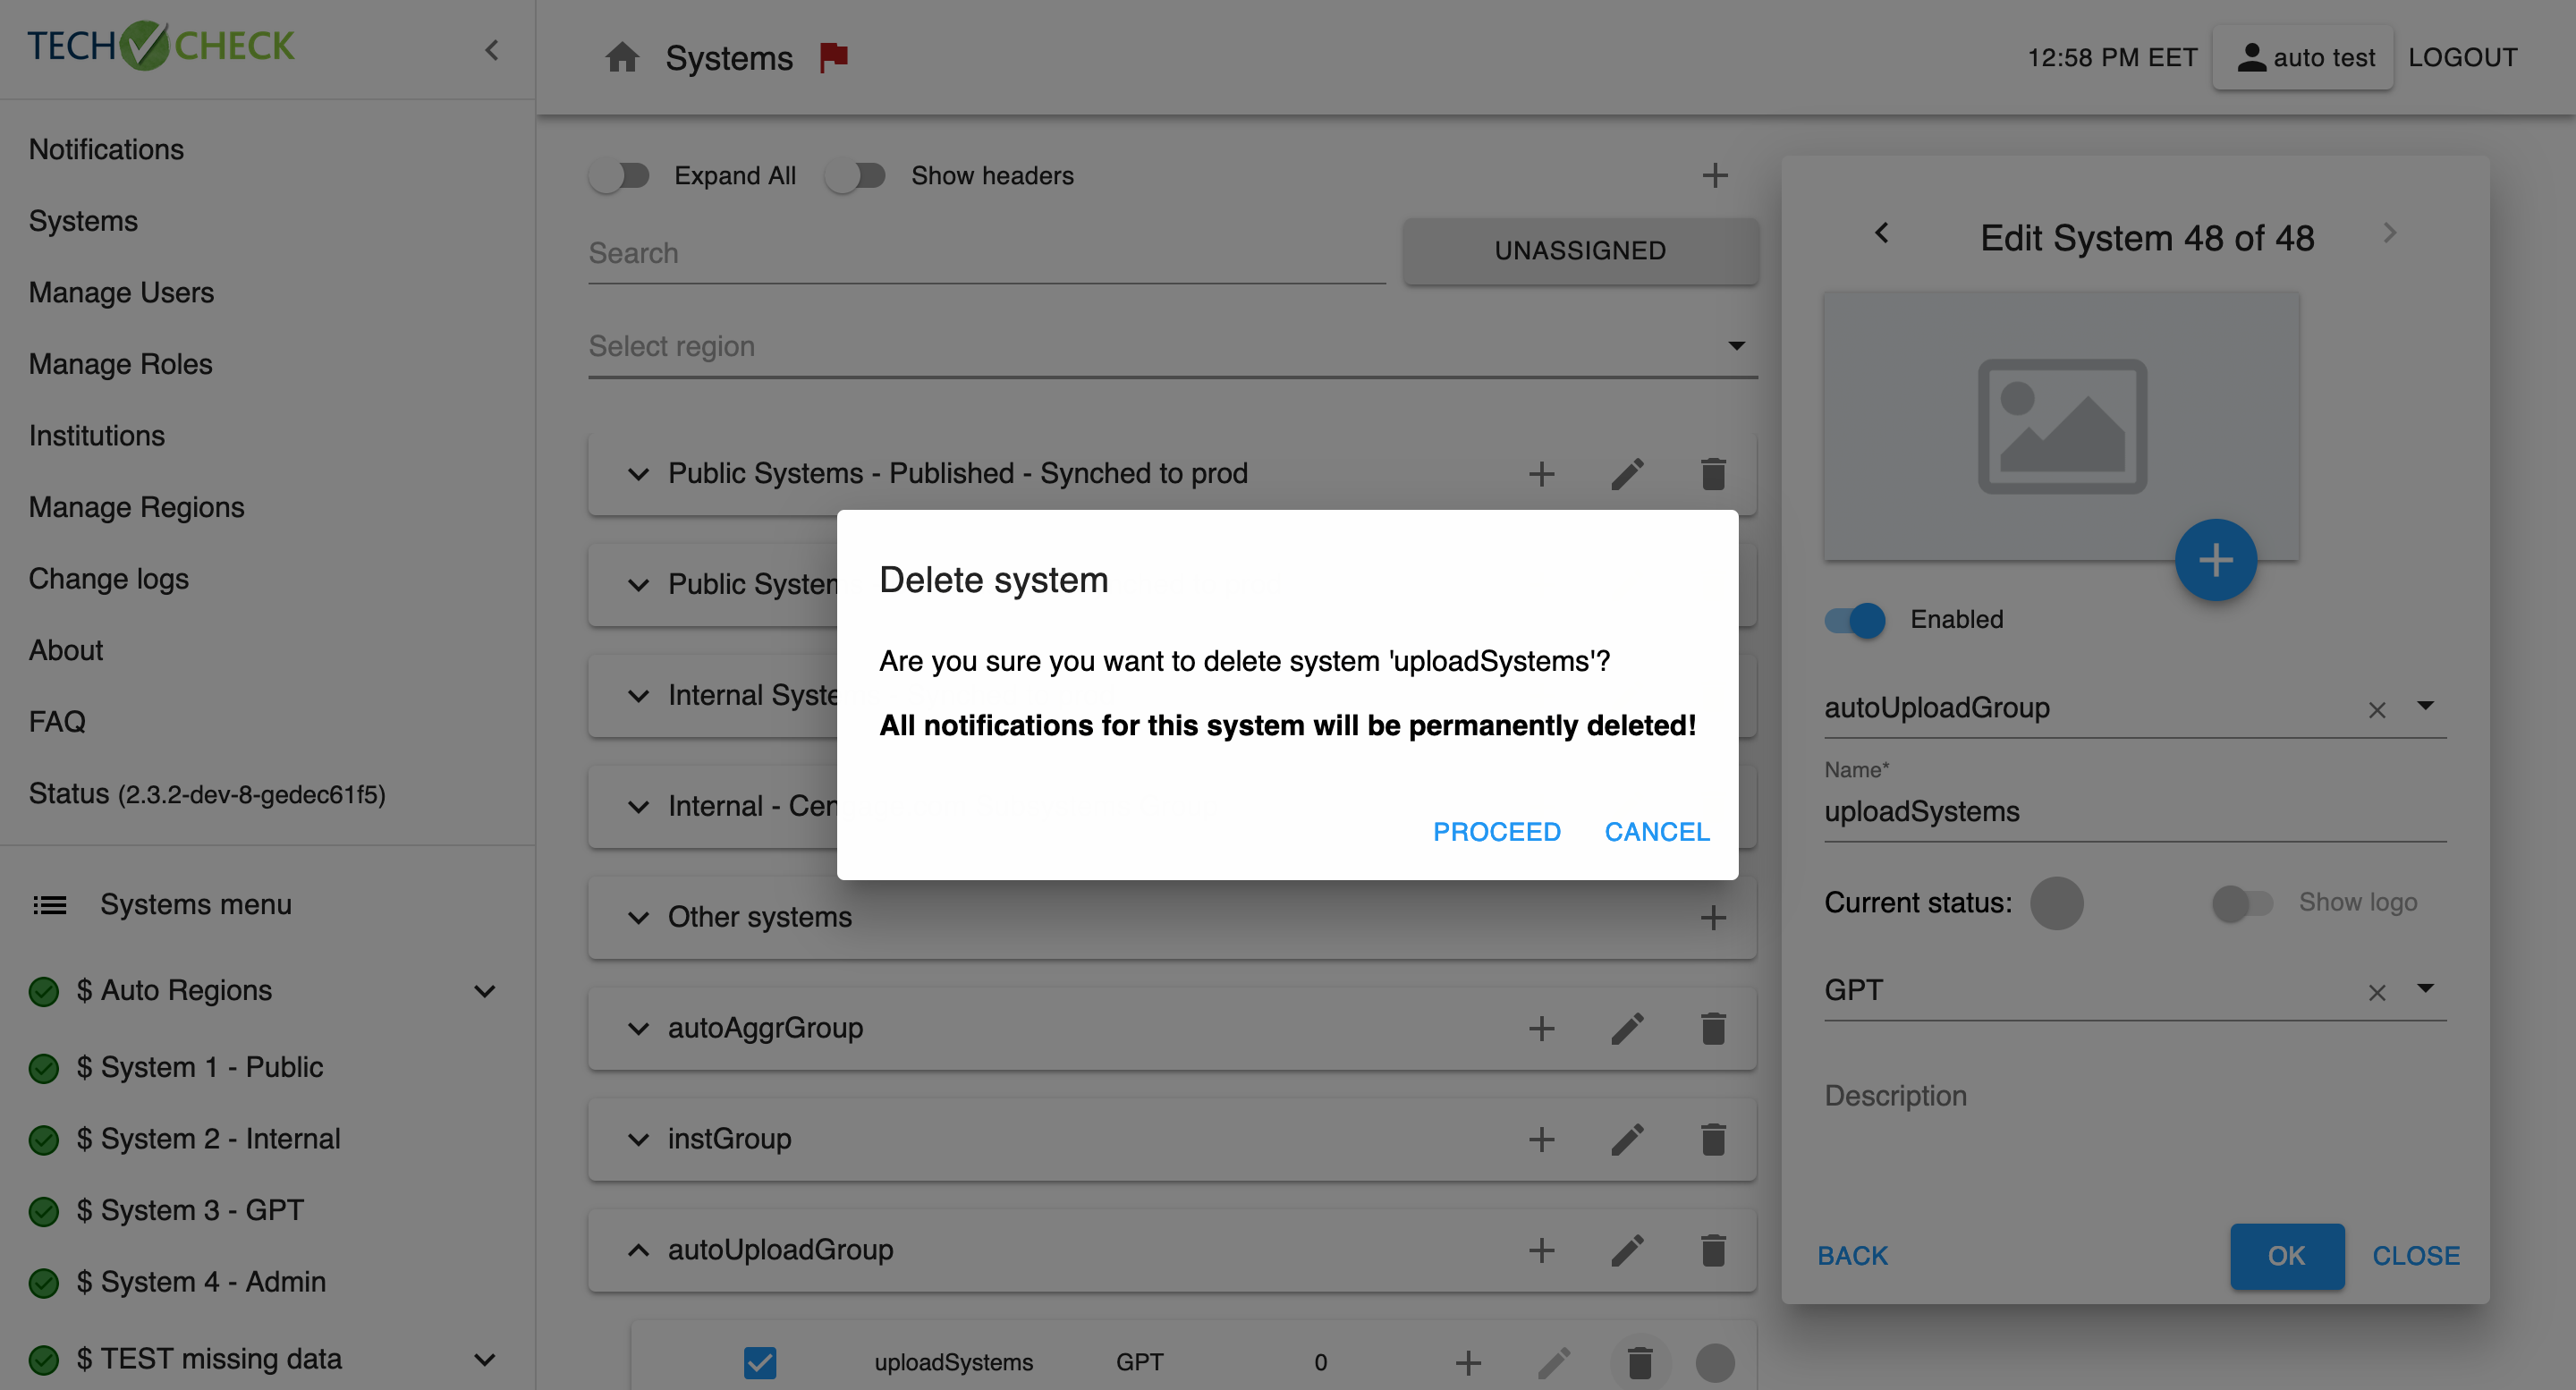 TECH CHECK
Notifications
Systems
Manage Users
Manage Roles
Institutions
Manage Regions
Change logs
About
FAQ
Status (2.3.2-dev-8-gedec61f5)
Systems menu
$ Auto Regions
$ System 1 - Public
$ System 2 - Internal
$ System 3 - GPT
$ System 4 - Admin
$ TEST missing data
Systems
12:58 PM EET
auto test
LOGOUT
Expand All
Show headers
Search
UNASSIGNED
Select region
Public Systems - Published - Synched to prod
Public System
Internal Syste
Internal - Cen
Other systems
autoAggrGroup
instGroup
autoUploadGroup
uploadSystems GPT 0
Delete system
Are you sure you want to delete system 'uploadSystems'?
All notifications for this system will be permanently deleted!
PROCEED
CANCEL
Edit System 48 of 48
Enabled
autoUploadGroup
Name*
uploadSystems
Current status:
Show logo
GPT
Description
BACK
OK
CLOSE